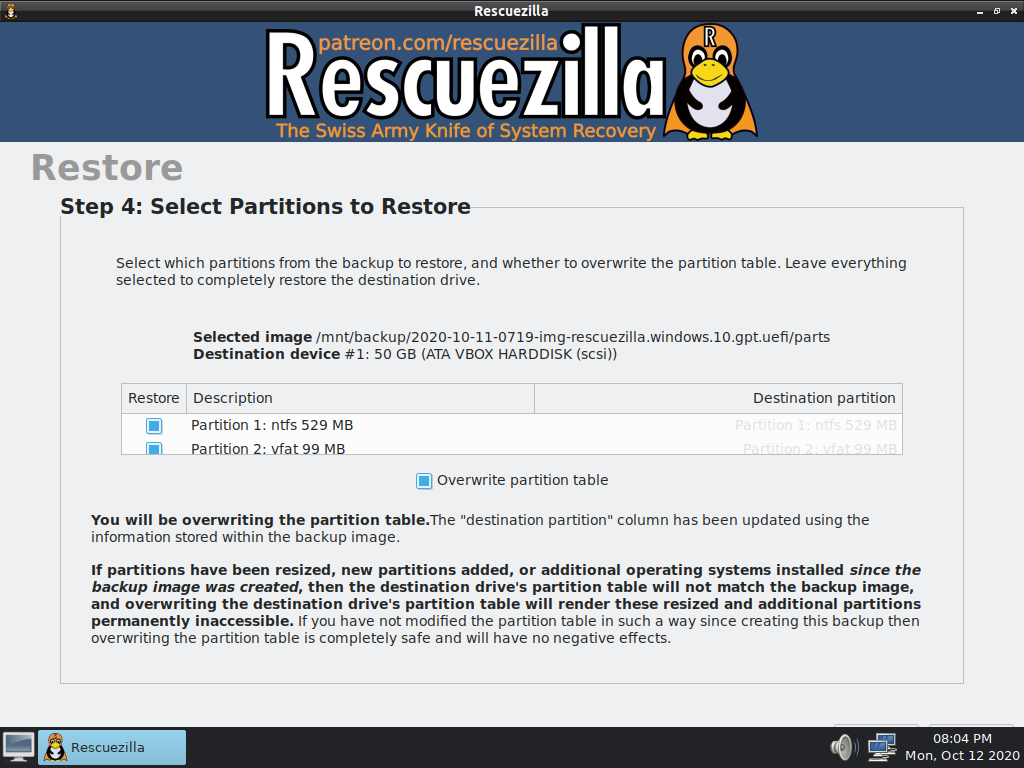 Rescuezilla
patreon.com/rescuezilla
R
Rescuezilla
The Swiss Army Knife of System Recovery
Restore
Step 4: Select Partitions to Restore
Select which partitions from the backup to restore, and whether to overwrite the partition table. Leave everything
selected to completely restore the destination drive.
Selected image /mnt/backup/2020-10-11-0719-img-rescuezilla.windows.10.gpt.uefi/parts
Destination device #1: 50 GB (ATA VBOX HARDDISK (scsi))
Restore Description Destination partition
Partition 1: ntfs 529 MB Partition 1: ntfs 529 MB
Partition 2: vfat 99 MB Partition 2: vfat 99 MB
Overwrite partition table
You will be overwriting the partition table.The "destination partition" column has been updated using the
information stored within the backup image.
If partitions have been resized, new partitions added, or additional operating systems installed since the
backup image was created, then the destination drive's partition table will not match the backup image,
and overwriting the destination drive's partition table will render these resized and additional partitions
permanently inaccessible. If you have not modified the partition table in such a way since creating this backup then
overwriting the partition table is completely safe and will have no negative effects.
Rescuezilla
08:04 PM
Mon, Oct 12 2020